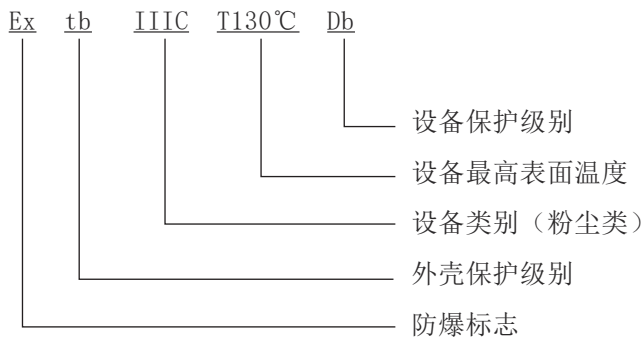 Ex tb IIIC T130℃ Db
设备保护级别
设备最高表面温度
设备类别（粉尘类）
外壳保护级别
防爆标志